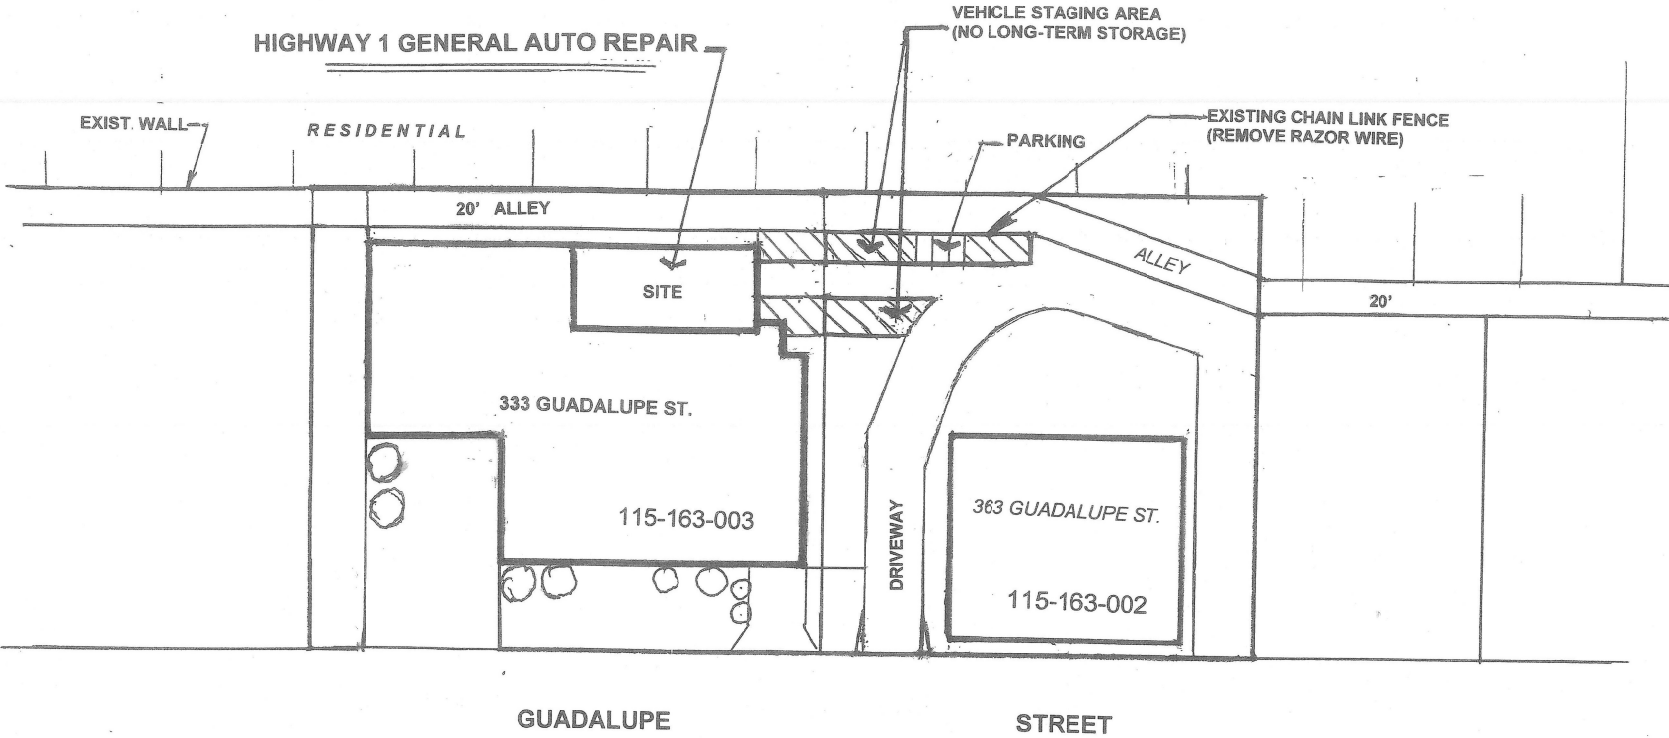 VEHICLE STAGING AREA
(NO LONG-TERM STORAGE)
HIGHWAY 1 GENERAL AUTO REPAIR
EXIST. WALL
RESIDENTIAL
EXISTING CHAIN LINK FENCE
(REMOVE RAZOR WIRE)
PARKING
20' ALLEY
ALLEY
SITE
20'
333 GUADALUPE ST.
115-163-003
DRIVEWAY
363 GUADALUPE ST.
115-163-002
GUADALUPE STREET